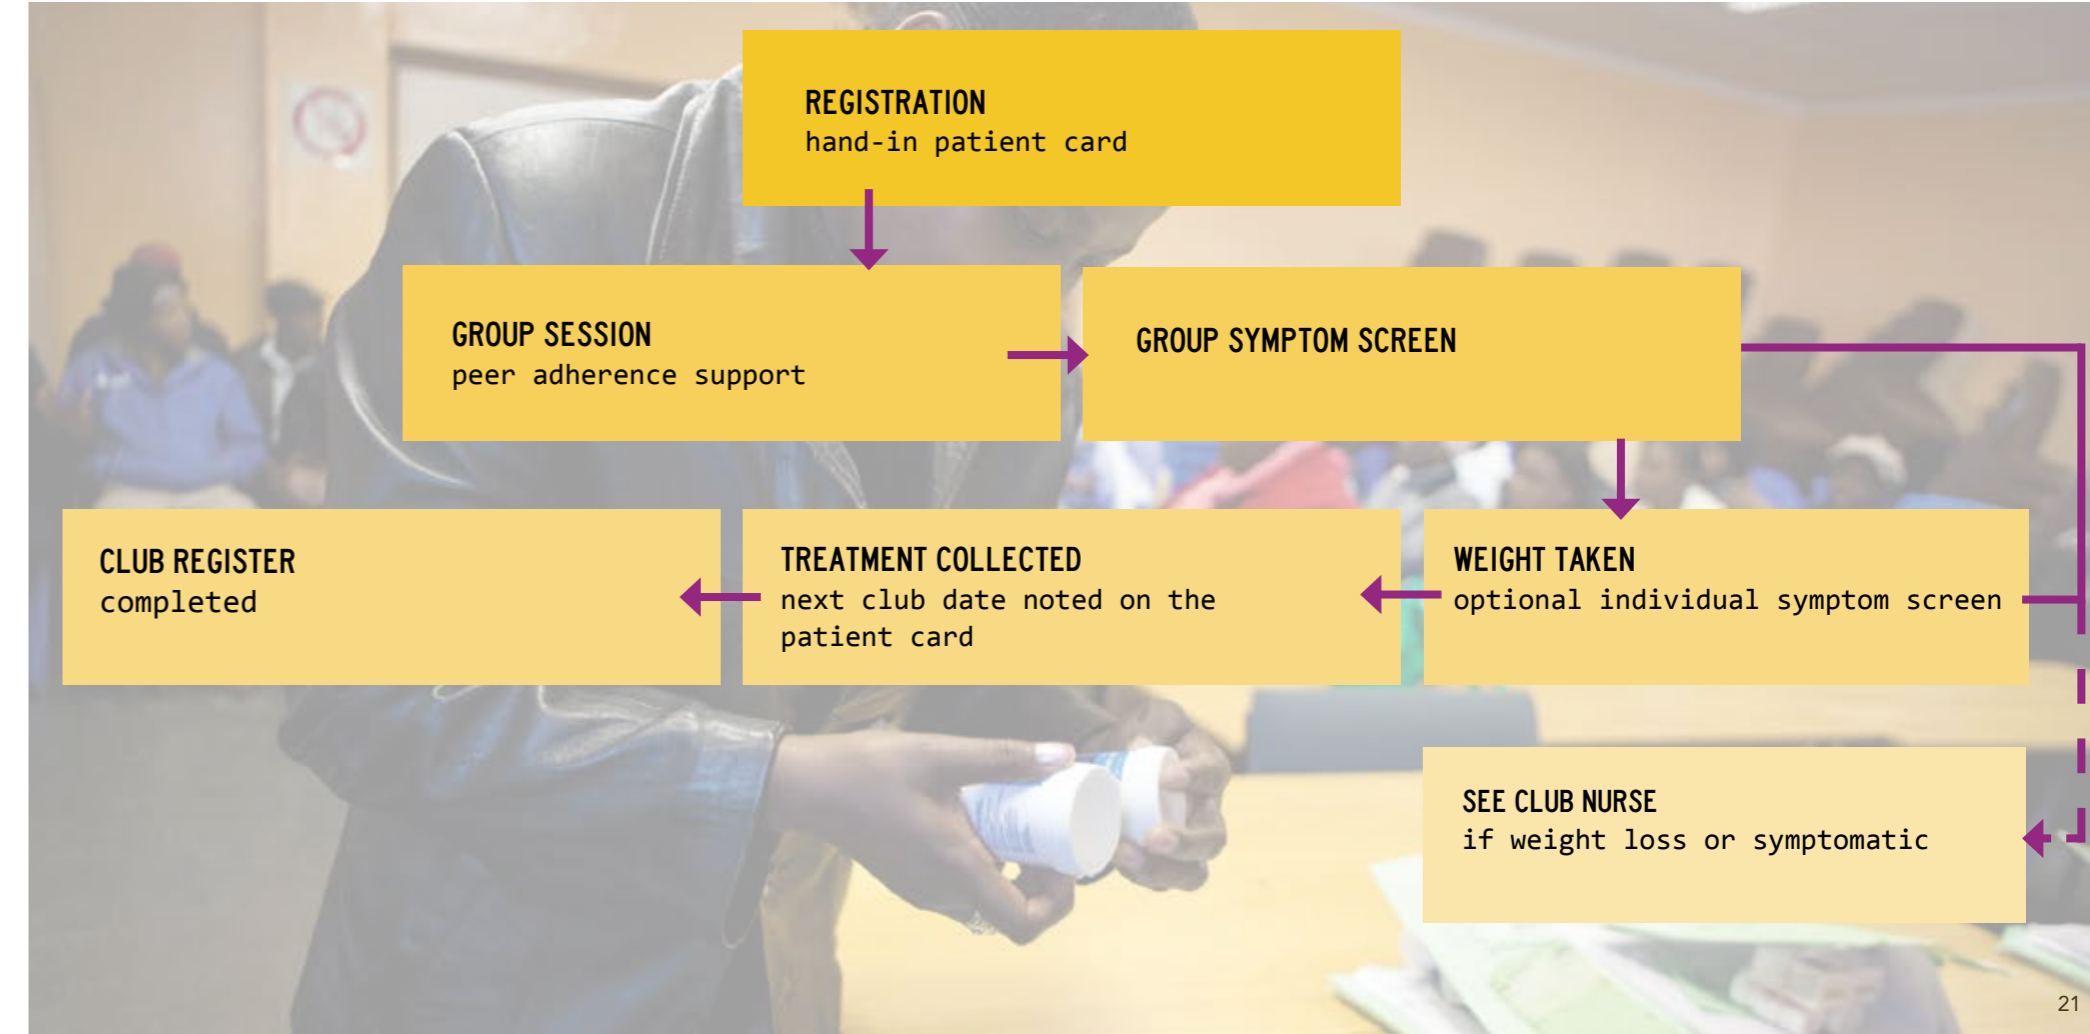 REGISTRATION
hand-in patient card
GROUP SESSION
peer adherence support
GROUP SYMPTOM SCREEN
CLUB REGISTER
completed
TREATMENT COLLECTED
next club date noted on the
patient card
WEIGHT TAKEN
optional individual symptom screen
SEE CLUB NURSE
if weight loss or symptomatic
21